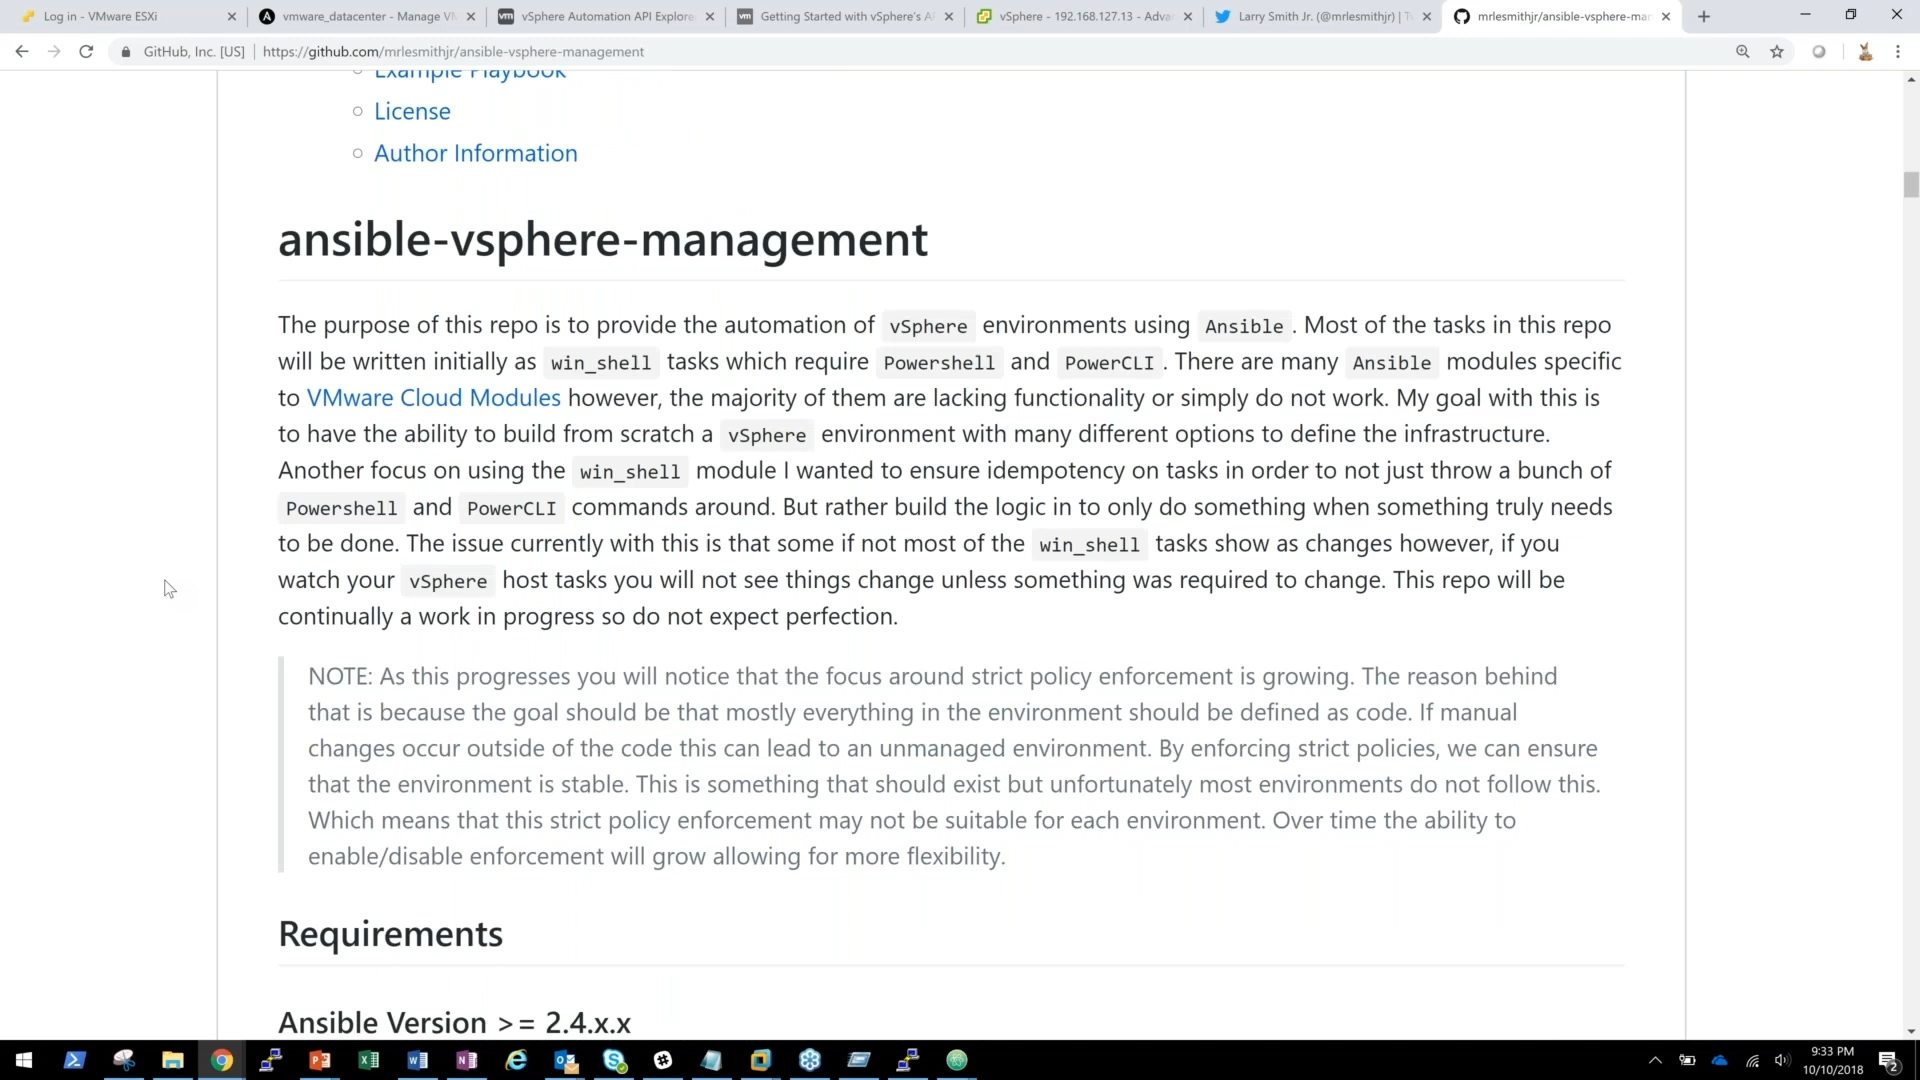 Log in - VMware ESXi
vmware_datacenter - Manage VM
vSphere Automation API Explore
Getting Started with vSphere's A
vSphere - 192.168.127.13 - Adva
Larry Smith Jr. (@mrlesmithjr) | T
mrlesmithjr/ansible-vsphere-ma
GitHub, Inc. [US] | https://github.com/mrlesmithjr/ansible-vsphere-management
Example Playbook
License
Author Information
ansible-vsphere-management
The purpose of this repo is to provide the automation of vSphere environments using Ansible . Most of the tasks in this repo
will be written initially as win_shell tasks which require Powershell and PowerCLI . There are many Ansible modules specific
to VMware Cloud Modules however, the majority of them are lacking functionality or simply do not work. My goal with this is
to have the ability to build from scratch a vSphere environment with many different options to define the infrastructure.
Another focus on using the win_shell module I wanted to ensure idempotency on tasks in order to not just throw a bunch of
Powershell and PowerCLI commands around. But rather build the logic in to only do something when something truly needs
to be done. The issue currently with this is that some if not most of the win_shell tasks show as changes however, if you
watch your vSphere host tasks you will not see things change unless something was required to change. This repo will be
continually a work in progress so do not expect perfection.
NOTE: As this progresses you will notice that the focus around strict policy enforcement is growing. The reason behind
that is because the goal should be that mostly everything in the environment should be defined as code. If manual
changes occur outside of the code this can lead to an unmanaged environment. By enforcing strict policies, we can ensure
that the environment is stable. This is something that should exist but unfortunately most environments do not follow this.
Which means that this strict policy enforcement may not be suitable for each environment. Over time the ability to
enable/disable enforcement will grow allowing for more flexibility.
Requirements
Ansible Version >= 2.4.x.x
9:33 PM
10/10/2018
2